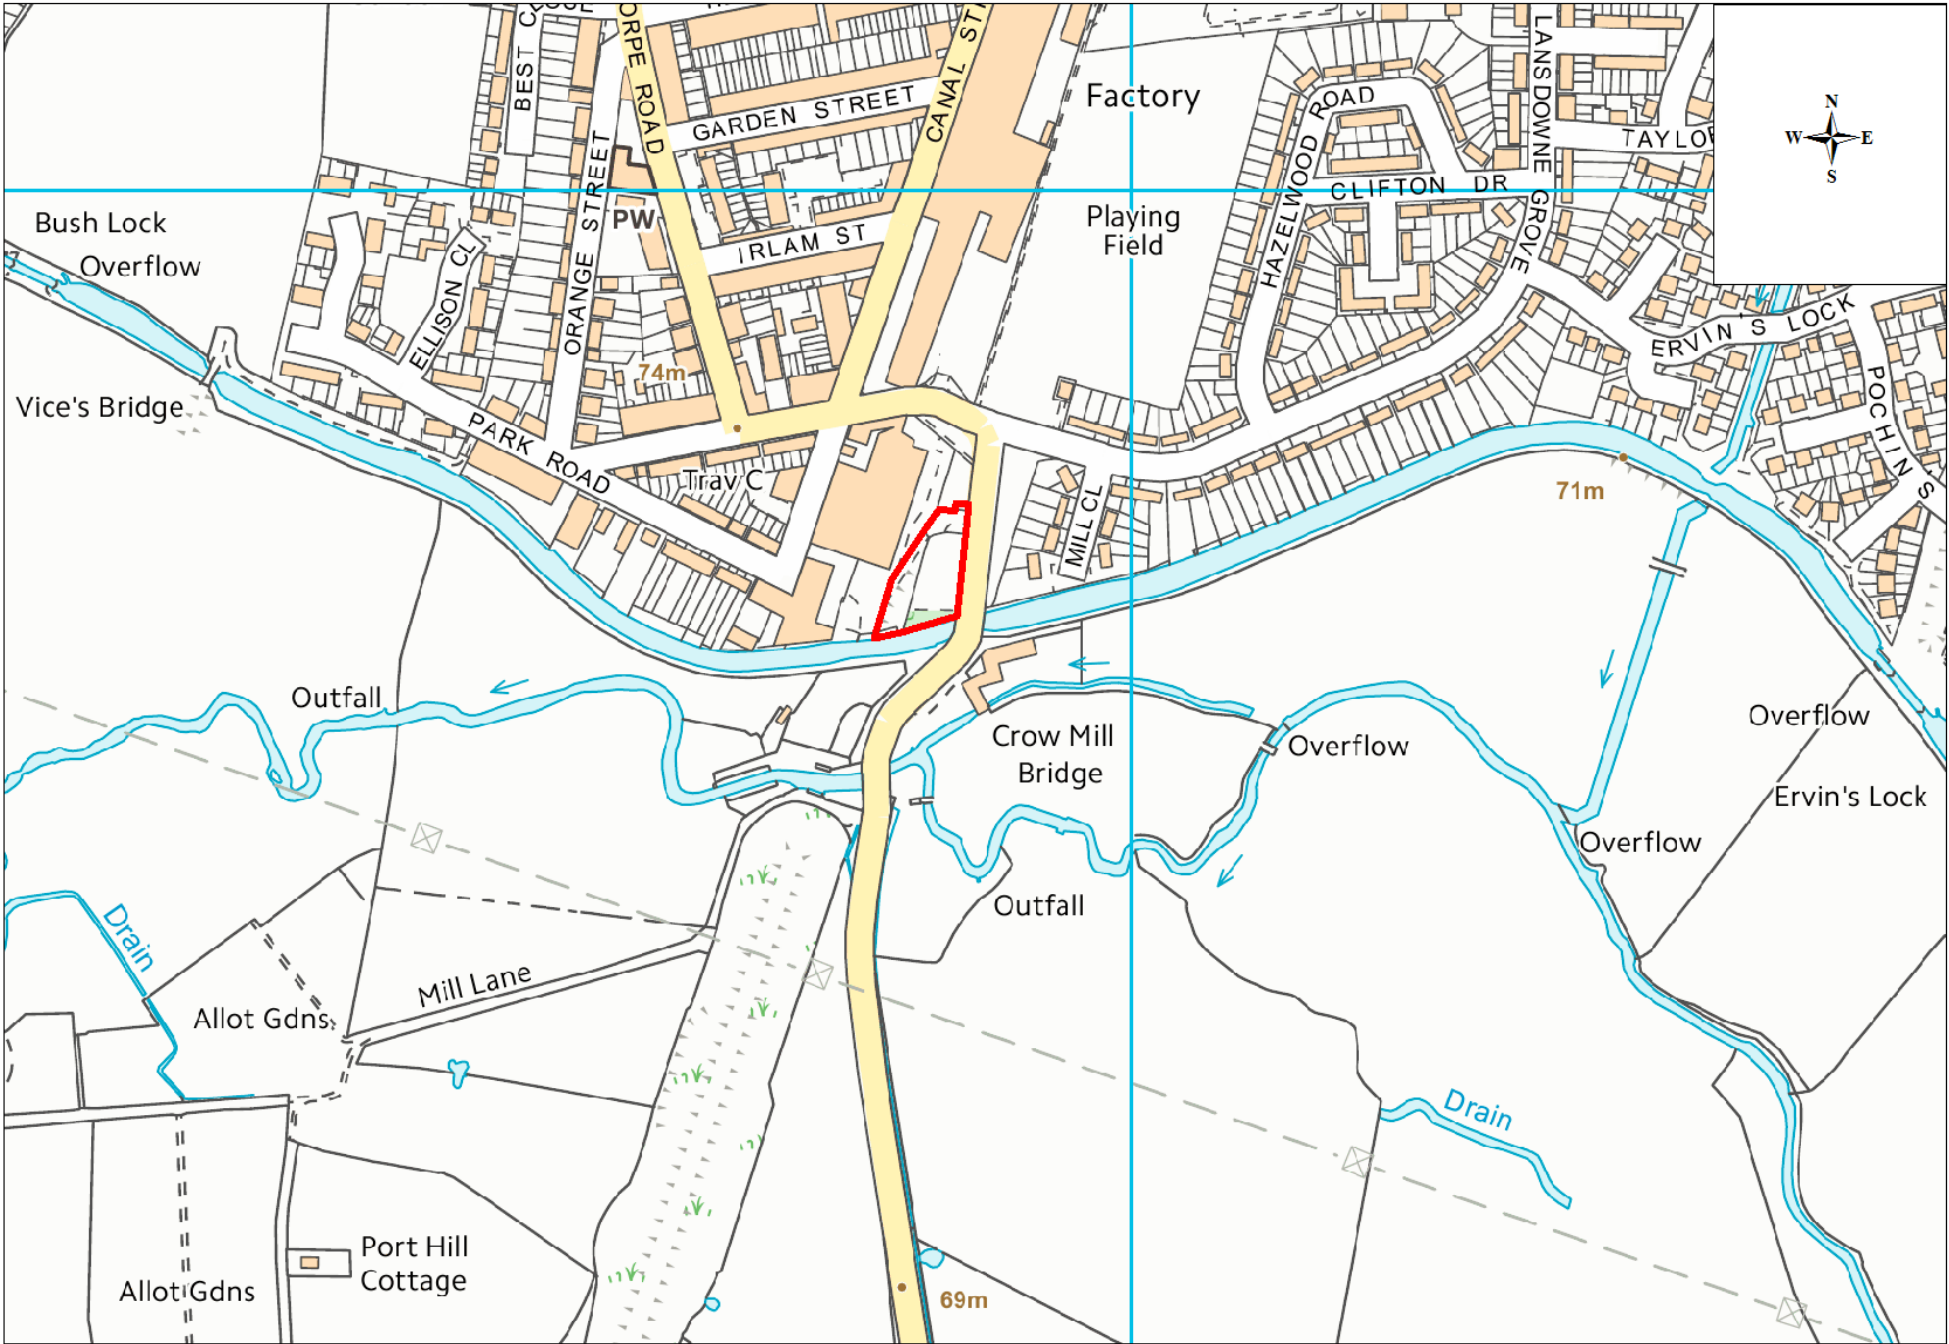 BEST CLOSE
ORPE ROAD
CANAL ST
LANSDOWNE GROVE
GARDEN STREET
Factory
HAZELWOOD ROAD
TAYLOR
N
W E
S
ORANGE STREET
CLIFTON DR
PW
Bush Lock
Overflow
Playing
Field
IRLAM ST
ELLISON CL
ERVIN'S LOCK
74m
Vice's Bridge
PARK ROAD
POCHIN'S
Trav C
MILL CL
71m
Outfall
Overflow
Crow Mill
Bridge
Overflow
Ervin's Lock
Overflow
Outfall
Drain
Mill Lane
Allot Gdns
Drain
Port Hill
Cottage
Allot Gdns
69m